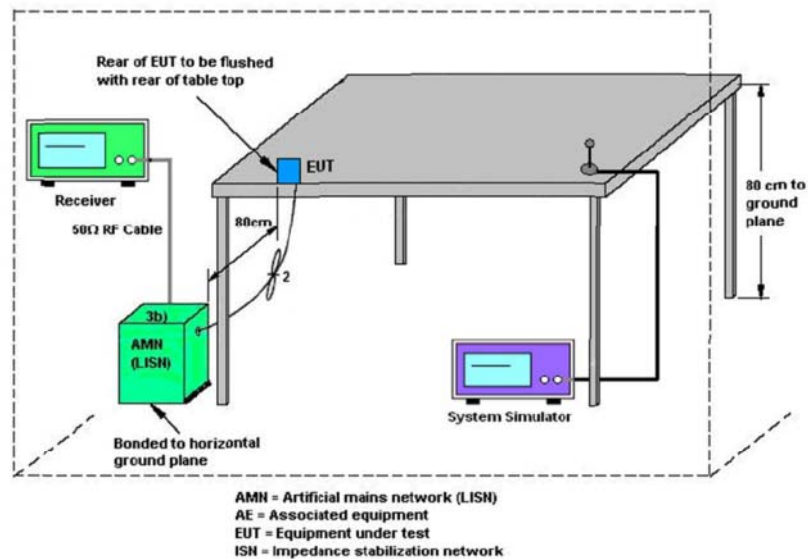 Rear of EUT to be flushed
with rear of table top
EUT
Receiver
50Ω RF Cable
80cm
2
80 cm to
ground
plane
3b)
AMN
(LISN)
System Simulator
Bonded to horizontal
ground plane
AMN = Artificial mains network (LISN)
AE = Associated equipment
EUT = Equipment under test
ISN = Impedance stabilization network